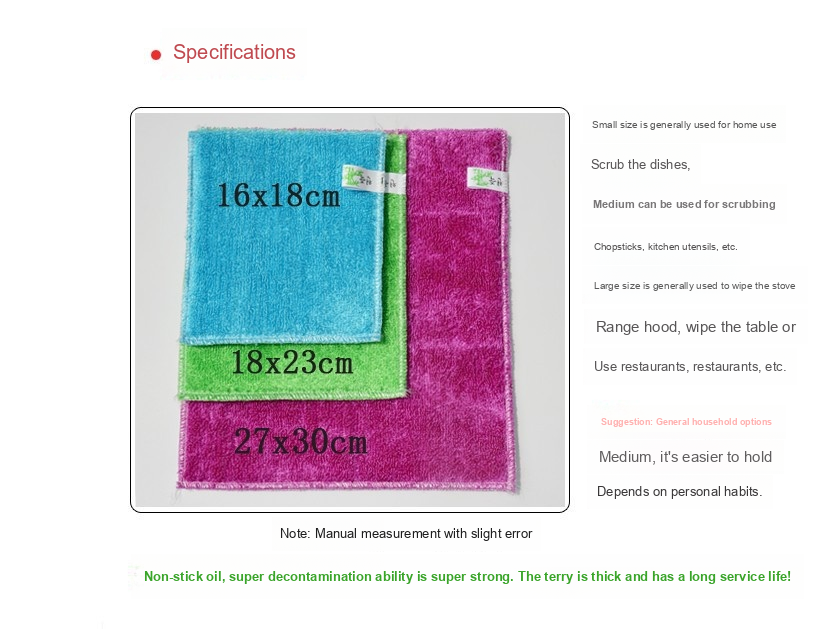 Specifications
16x18cm
18x23cm
27x30cm
Small size is generally used for home use
Scrub the dishes,
Medium can be used for scrubbing
Chopsticks, kitchen utensils, etc.
Large size is generally used to wipe the stove
Range hood, wipe the table or
Use restaurants, restaurants, etc.
Suggestion: General household options
Medium, it's easier to hold
Depends on personal habits.
Note: Manual measurement with slight error
Non-stick oil, super decontamination ability is super strong. The terry is thick and has a long service life!